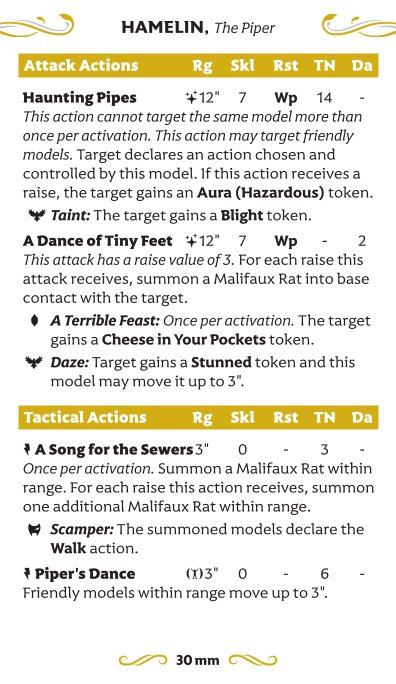 HAMELIN, The Piper
Attack Actions Rg Skl Rst TN Da
Haunting Pipes 12" 7 Wp 14 -
This action cannot target the same model more than
once per activation. This action may target friendly
models. Target declares an action chosen and
controlled by this model. If this action receives a
raise, the target gains an Aura (Hazardous) token.
Taint: The target gains a Blight token.
A Dance of Tiny Feet 12" 7 Wp - 2
This attack has a raise value of 3. For each raise this
attack receives, summon a Malifaux Rat into base
contact with the target.
A Terrible Feast: Once per activation. The target
gains a Cheese in Your Pockets token.
Daze: Target gains a Stunned token and this
model may move it up to 3".
Tactical Actions Rg Skl Rst TN Da
A Song for the Sewers 3" 0 - 3 -
Once per activation. Summon a Malifaux Rat within
range. For each raise this action receives, summon
one additional Malifaux Rat within range.
Scamper: The summoned models declare the
Walk action.
Piper's Dance 3" 0 - 6 -
Friendly models within range move up to 3".
30 mm